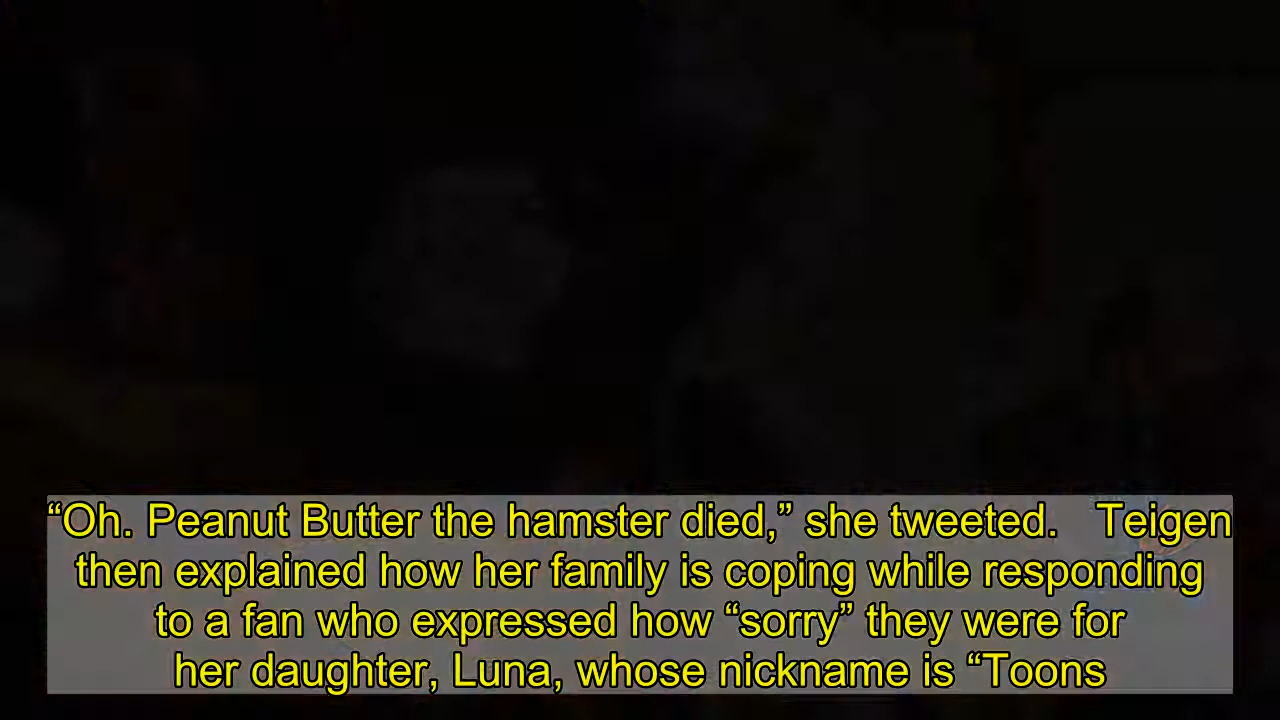 “Oh. Peanut Butter the hamster died,” she tweeted.   Teigen
then explained how her family is coping while responding
to a fan who expressed how “sorry” they were for
her daughter, Luna, whose nickname is “Toons